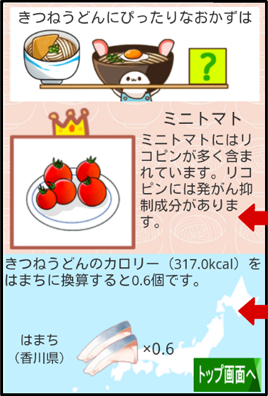 きつねうどんにぴったりなおかずは
?
ミニトマト
ミニトマトにはリ
コピンが多く含ま
れています。リコ
ピンには発がん抑
制成分がありま
す。
きつねうどんのカロリー（317.0kcal）を
はまちに換算すると0.6個です。
はまち
（香川県）
×0.6
トップ画面へ